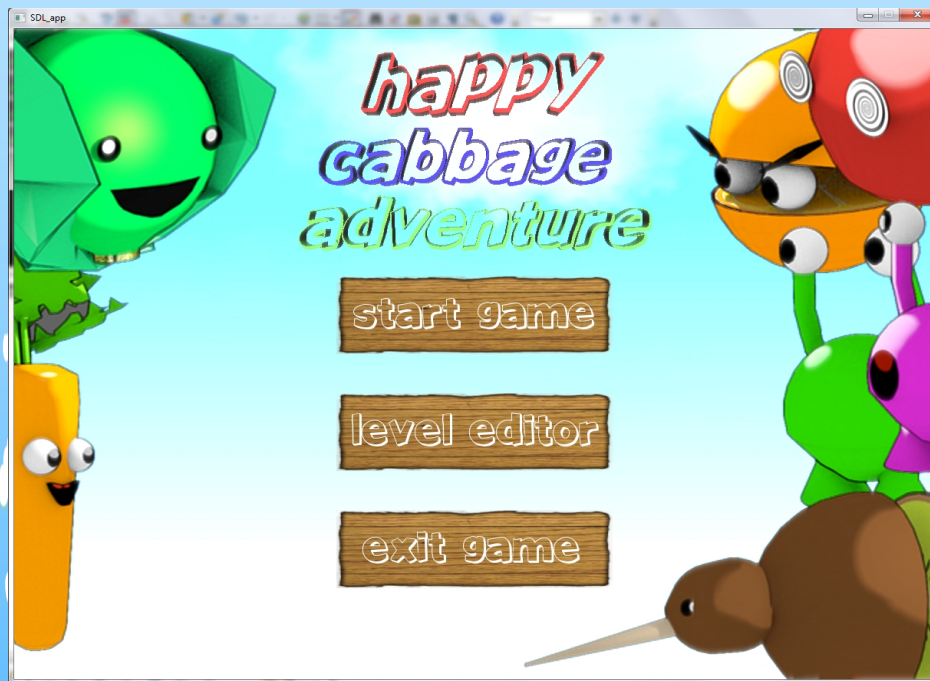 SDL_app
happy
cabbage
adventure
start game
level editor
exit game